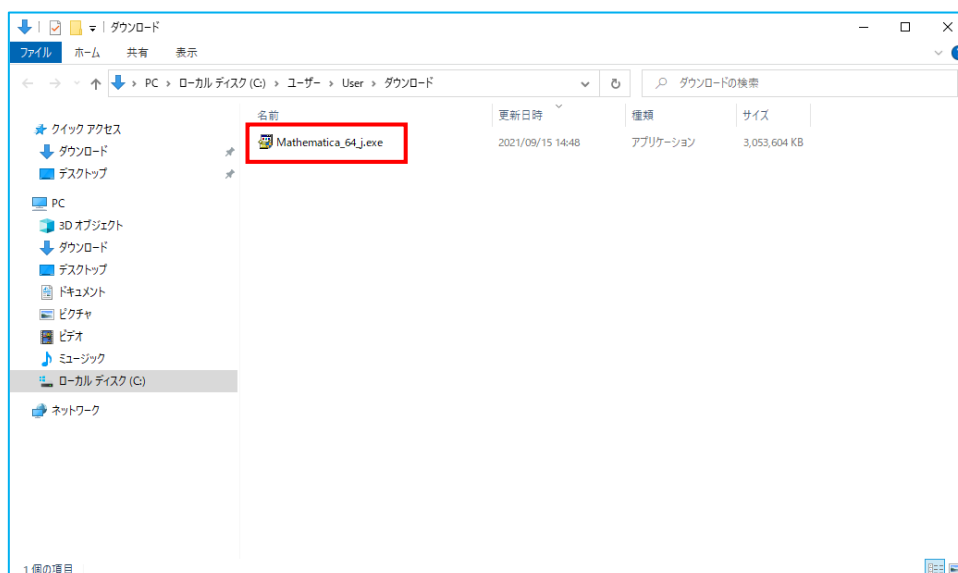 ダウンロード
ファイル ホーム 共有 表示
PC › ローカル ディスク (C:) › ユーザー › User › ダウンロード ダウンロードの検索
名前 更新日時 種類 サイズ
Mathematica_64_j.exe 2021/09/15 14:48 アプリケーション 3,053,604 KB
クイック アクセス
ダウンロード
デスクトップ
PC
3D オブジェクト
ダウンロード
デスクトップ
ドキュメント
ピクチャ
ビデオ
ミュージック
ローカル ディスク (C:)
ネットワーク
1 個の項目